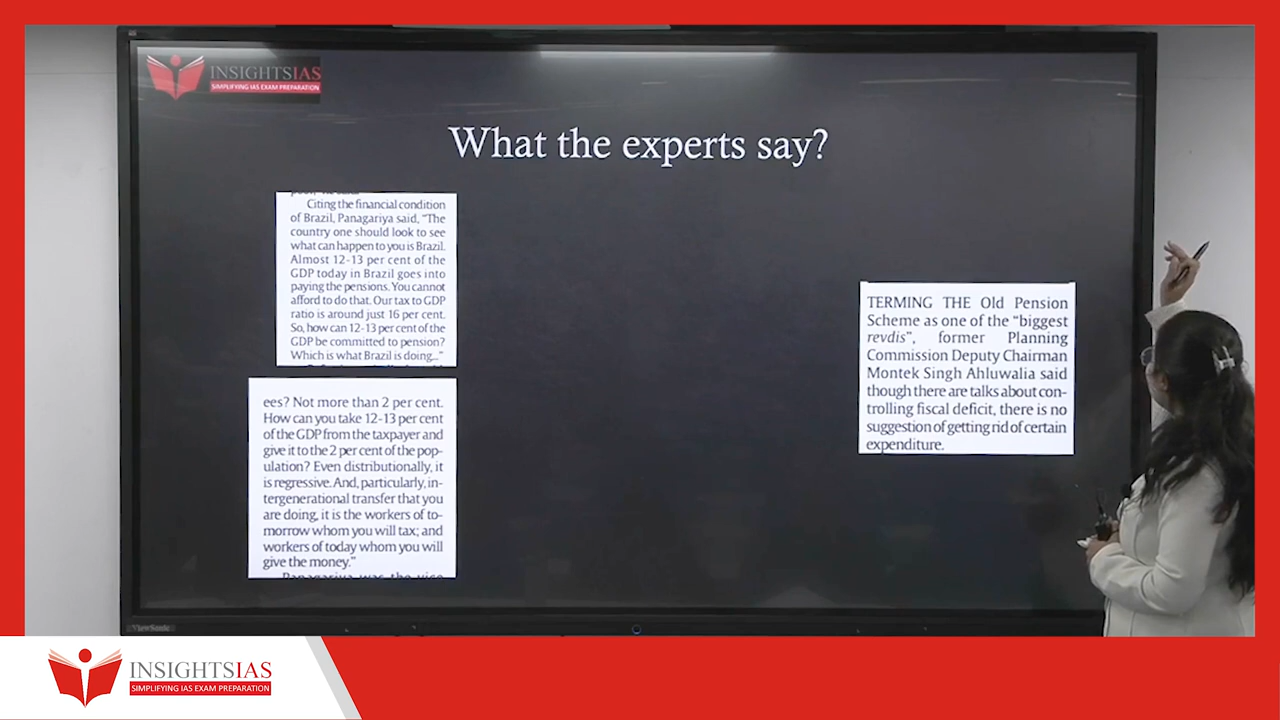 INSIGHTSIAS
SIMPLIFYING IAS EXAM PREPARATION
What the experts say?
Citing the financial condition
of Brazil, Panagariya said, “The
country one should look to see
what can happen to you is Brazil.
Almost 12-13 per cent of the
GDP today in Brazil goes into
paying the pensions. You cannot
afford to do that. Our tax to GDP
ratio is around just 16 per cent.
So, how can 12-13 per cent of the
GDP be committed to pension?
Which is what Brazil is doing...”
ees? Not more than 2 per cent.
How can you take 12-13 per cent
of the GDP from the taxpayer and
give it to the 2 per cent of the pop-
ulation? Even distributionally, it
is regressive. And, particularly, in-
tergenerational transfer that you
are doing, it is the workers of to-
morrow whom you will tax; and
workers of today whom you will
give the money.”
Panagariya was the vice
TERMING THE Old Pension
Scheme as one of the “biggest
revdis”, former Planning
Commission Deputy Chairman
Montek Singh Ahluwalia said
though there are talks about con-
trolling fiscal deficit, there is no
suggestion of getting rid of certain
expenditure.
ViewSonic
INSIGHTSIAS
SIMPLIFYING IAS EXAM PREPARATION